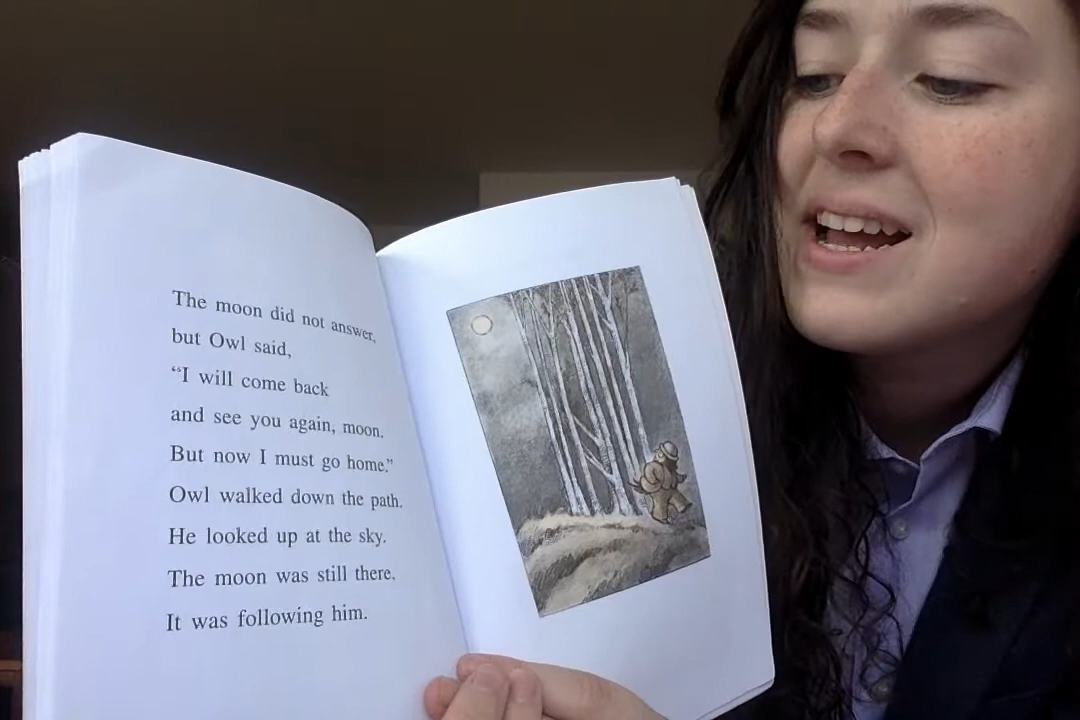 The moon did not answer,
but Owl said,
“I will come back
and see you again, moon.
But now I must go home.”
Owl walked down the path.
He looked up at the sky.
The moon was still there.
It was following him.